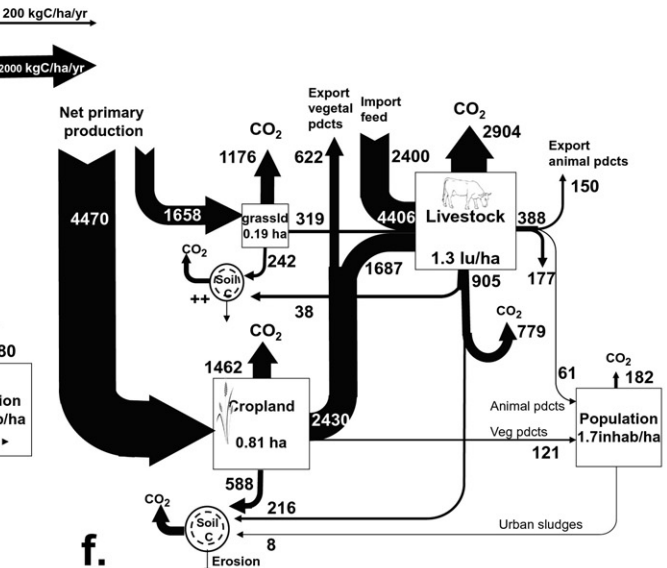 200 kgC/ha/yr
2000 kgC/ha/yr
Net primary
production
4470
1658
CO2
1176
grassld
0.19 ha
319
242
CO2
Soil
C
++
38
Export
vegetal
pdcts
622
Import
feed
2400
4406
1687
CO2
2904
Livestock
1.3 lu/ha
388
Export
animal pdcts
150
177
905
CO2
779
61
CO2
1462
Cropland
0.81 ha
2430
Animal pdcts
Veg pdcts
121
CO2
182
Population
1.7inhab/ha
588
216
CO2
Soil
C
8
Urban sludges
Erosion
f.
80
ion
b/ha